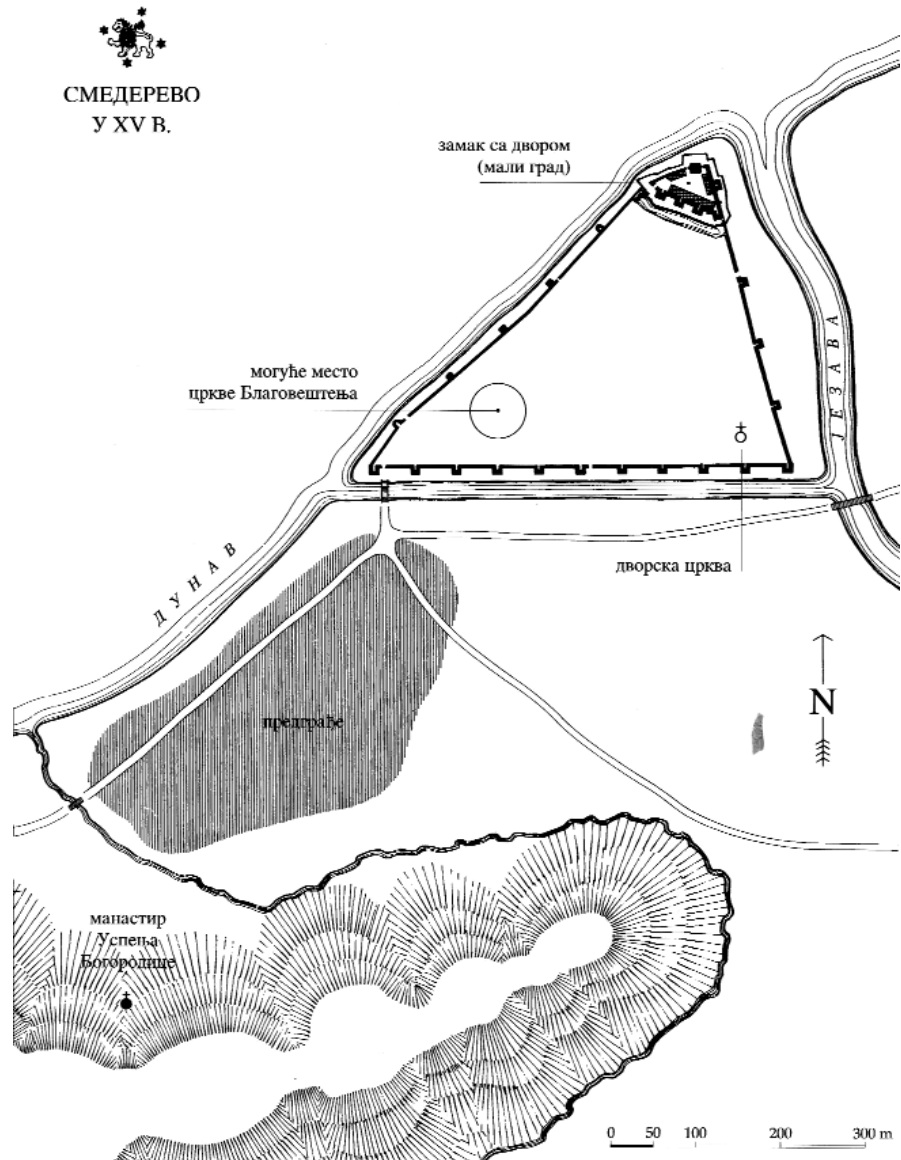 СМЕДЕРЕВО
У XV В.
замак са двором
(мали град)
могуће место
цркве Благовештења
ЈЕЗАВА
дворска црква
ДУНАВ
N
предграђе
манастир
Успења
Богородице
0 50 100 200 300 m